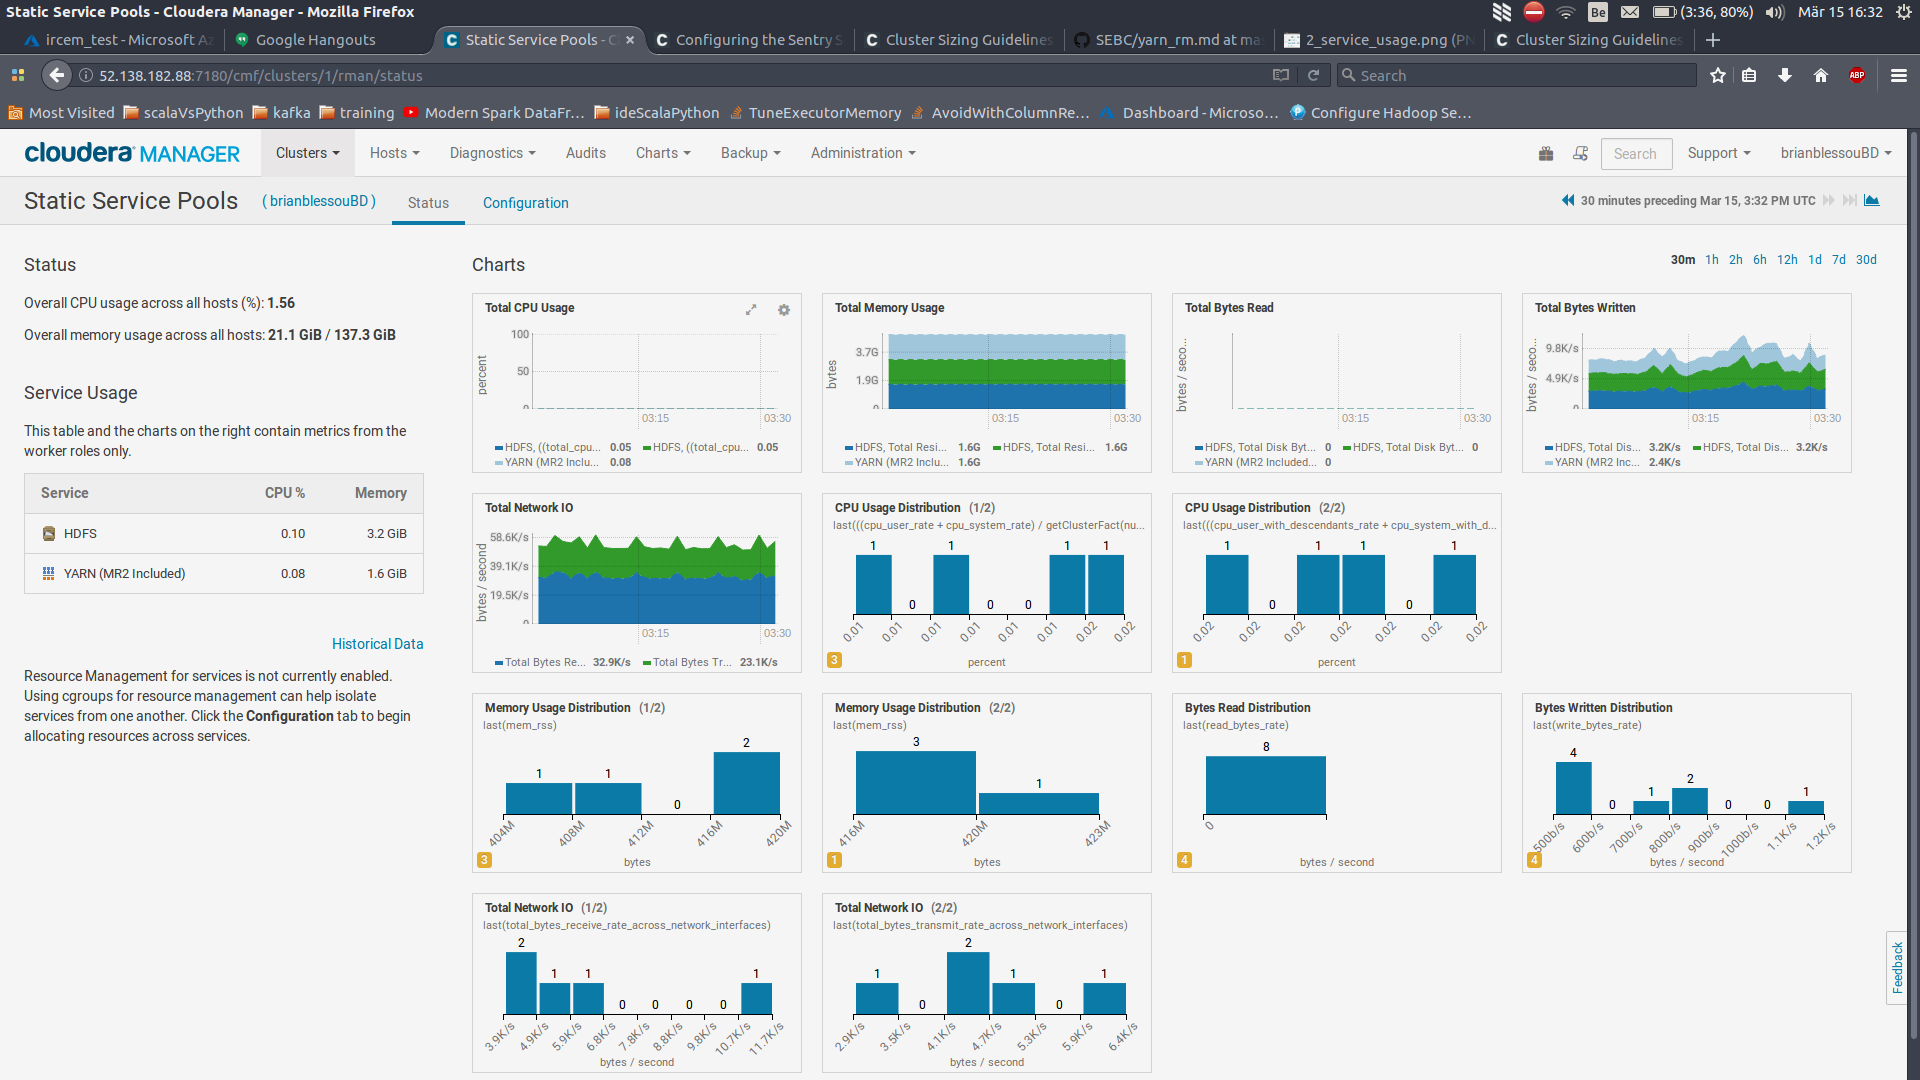 Static Service Pools - Cloudera Manager - Mozilla Firefox
Be (3:36, 80%) Mär 15 16:32
ircem_test - Microsoft Az
Google Hangouts
Static Service Pools - C
Configuring the Sentry S
Cluster Sizing Guidelines
SEBC/yarn_rm.md at mas
2_service_usage.png (PN
Cluster Sizing Guidelines
52.138.182.88:7180/cmf/clusters/1/rman/status
Search
ABP
Most Visited scalaVsPython kafka training Modern Spark DataFr... ideScalaPython TuneExecutorMemory AvoidWithColumnRe... Dashboard - Microso... Configure Hadoop Se...
cloudera MANAGER Clusters Hosts Diagnostics Audits Charts Backup Administration Search Support brianblessouBD
Static Service Pools ( brianblessouBD ) Status Configuration 30 minutes preceding Mar 15, 3:32 PM UTC
Status
Overall CPU usage across all hosts (%): 1.56
Overall memory usage across all hosts: 21.1 GiB / 137.3 GiB
Service Usage
This table and the charts on the right contain metrics from the
worker roles only.
Service CPU % Memory
HDFS 0.10 3.2 GiB
YARN (MR2 Included) 0.08 1.6 GiB
Historical Data
Resource Management for services is not currently enabled.
Using cgroups for resource management can help isolate
services from one another. Click the Configuration tab to begin
allocating resources across services.
Charts
30m 1h 2h 6h 12h 1d 7d 30d
Total CPU Usage
percent
100
50
0
03:15 03:30
HDFS, ((total_cpu... 0.05 HDFS, ((total_cpu... 0.05
YARN (MR2 Inclu... 0.08
Total Memory Usage
bytes
3.7G
1.9G
0
03:15 03:30
HDFS, Total Resi... 1.6G HDFS, Total Resi... 1.6G
YARN (MR2 Inclu... 1.6G
Total Bytes Read
bytes / seco...
03:15 03:30
HDFS, Total Disk Byt... 0 HDFS, Total Disk Byt... 0
YARN (MR2 Included... 0
Total Bytes Written
bytes / seco...
9.8K/s
4.9K/s
0
03:15 03:30
HDFS, Total Dis... 3.2K/s HDFS, Total Dis... 3.2K/s
YARN (MR2 Inc... 2.4K/s
Total Network IO
bytes / second
58.6K/s
39.1K/s
19.5K/s
0
03:15 03:30
Total Bytes Re... 32.9K/s Total Bytes Tr... 23.1K/s
CPU Usage Distribution (1/2)
last(((cpu_user_rate + cpu_system_rate) / getClusterFact(nu...
1 0 1 0 0 1 1
0.01 0.01 0.01 0.01 0.01 0.01 0.02 0.02
3 percent
CPU Usage Distribution (2/2)
last(((cpu_user_with_descendants_rate + cpu_system_with_d...
1 0 1 1 0 1
0.02 0.02 0.02 0.02 0.02 0.02 0.02
1 percent
Memory Usage Distribution (1/2)
last(mem_rss)
1 1 0 2
404M 408M 412M 416M 420M
3 bytes
Memory Usage Distribution (2/2)
last(mem_rss)
3 1
416M 420M 423M
1 bytes
Bytes Read Distribution
last(read_bytes_rate)
8
0
4 bytes / second
Bytes Written Distribution
last(write_bytes_rate)
4 0 1 2 0 0 1
500b/s 600b/s 700b/s 800b/s 900b/s 1000b/s 1.1K/s 1.2K/s
4 bytes / second
Total Network IO (1/2)
last(total_bytes_receive_rate_across_network_interfaces)
2 1 1 0 0 0 0 1
3.9K/s 4.9K/s 5.9K/s 6.8K/s 7.8K/s 8.8K/s 9.8K/s 10.7K/s 11.7K/s
bytes / second
Total Network IO (2/2)
last(total_bytes_transmit_rate_across_network_interfaces)
1 0 2 1 0 1
2.9K/s 3.5K/s 4.1K/s 4.7K/s 5.3K/s 5.9K/s 6.4K/s
bytes / second
Feedback